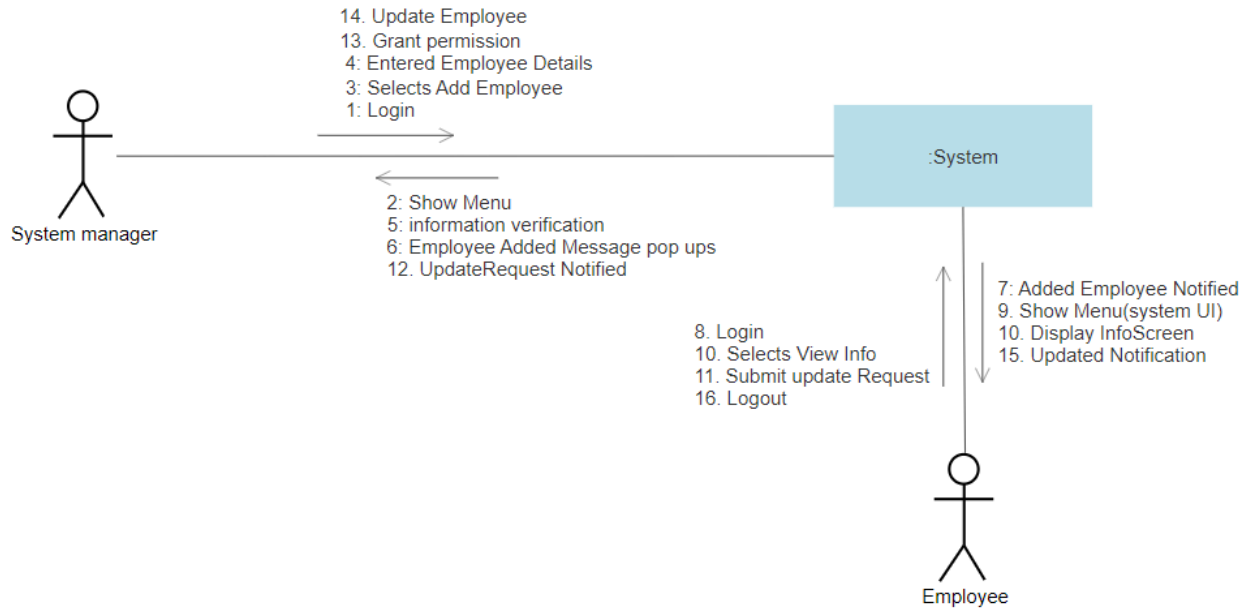 14. Update Employee
13. Grant permission
4: Entered Employee Details
3: Selects Add Employee
1: Login
:System
System manager
2: Show Menu
5: information verification
6: Employee Added Message pop ups
12. UpdateRequest Notified
7: Added Employee Notified
9. Show Menu(system UI)
10. Display InfoScreen
15. Updated Notification
8. Login
10. Selects View Info
11. Submit update Request
16. Logout
Employee